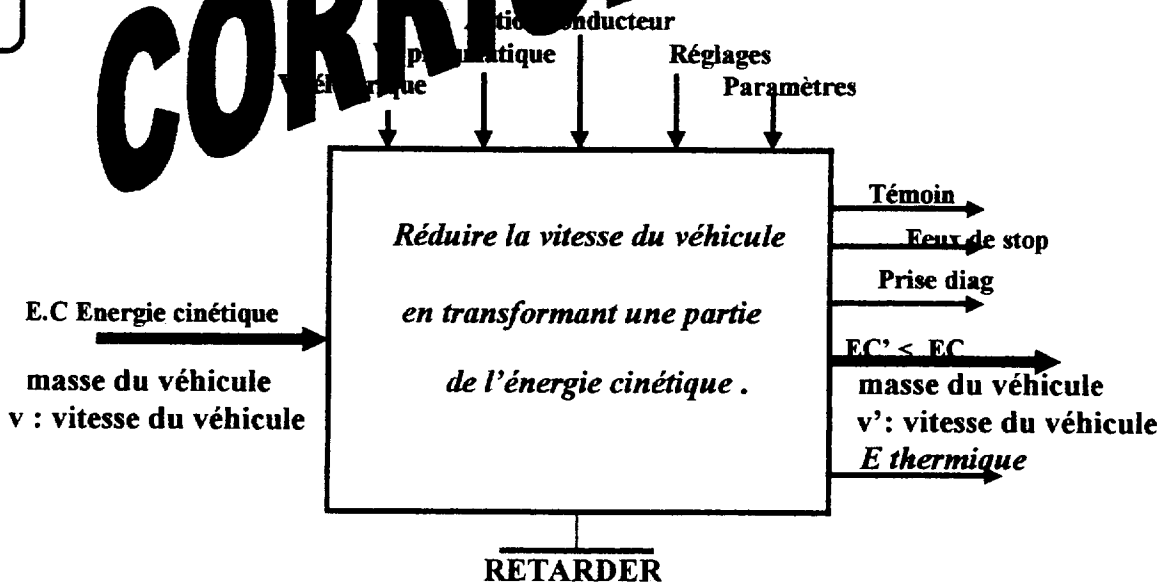 CORRI
conducteur
Réglages
Paramètres
Témoin
Feux de stop
Prise diag
Réduire la vitesse du véhicule
en transformant une partie
de l'énergie cinétique .
E.C Energie cinétique
masse du véhicule
v : vitesse du véhicule
EC' < EC
masse du véhicule
v': vitesse du véhicule
E thermique
RETARDER